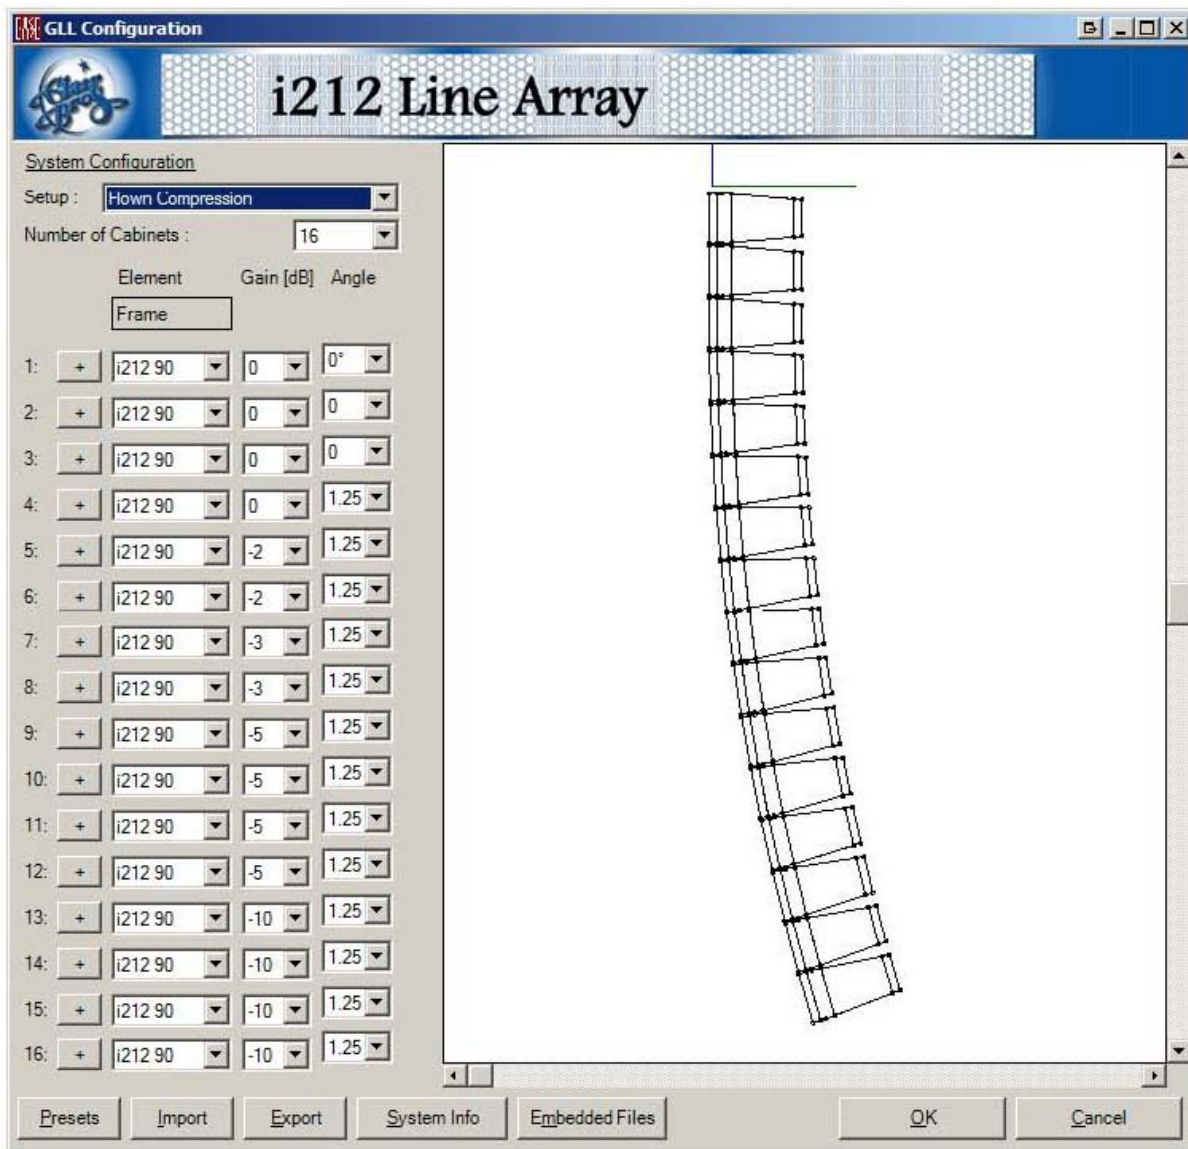 GLL Configuration
Clair Bros
i212 Line Array
System Configuration
Setup : Hown Compression
Number of Cabinets : 16
Element Gain [dB] Angle
Frame
1: + i212 90 0 0°
2: + i212 90 0 0
3: + i212 90 0 0
4: + i212 90 0 1.25
5: + i212 90 -2 1.25
6: + i212 90 -2 1.25
7: + i212 90 -3 1.25
8: + i212 90 -3 1.25
9: + i212 90 -5 1.25
10: + i212 90 -5 1.25
11: + i212 90 -5 1.25
12: + i212 90 -5 1.25
13: + i212 90 -10 1.25
14: + i212 90 -10 1.25
15: + i212 90 -10 1.25
16: + i212 90 -10 1.25
Presets Import Export System Info Embedded Files OK Cancel